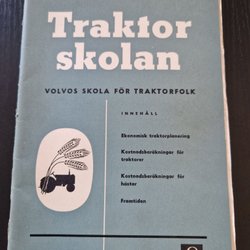 Traktor
skolan
VOLVOS SKOLA FÖR TRAKTORFOLK
INNEHÅLL
Ekonomisk traktorplanering
Kostnadsberäkningar för
traktorer
Kostnadsberäkningar för
hästar
Framtiden